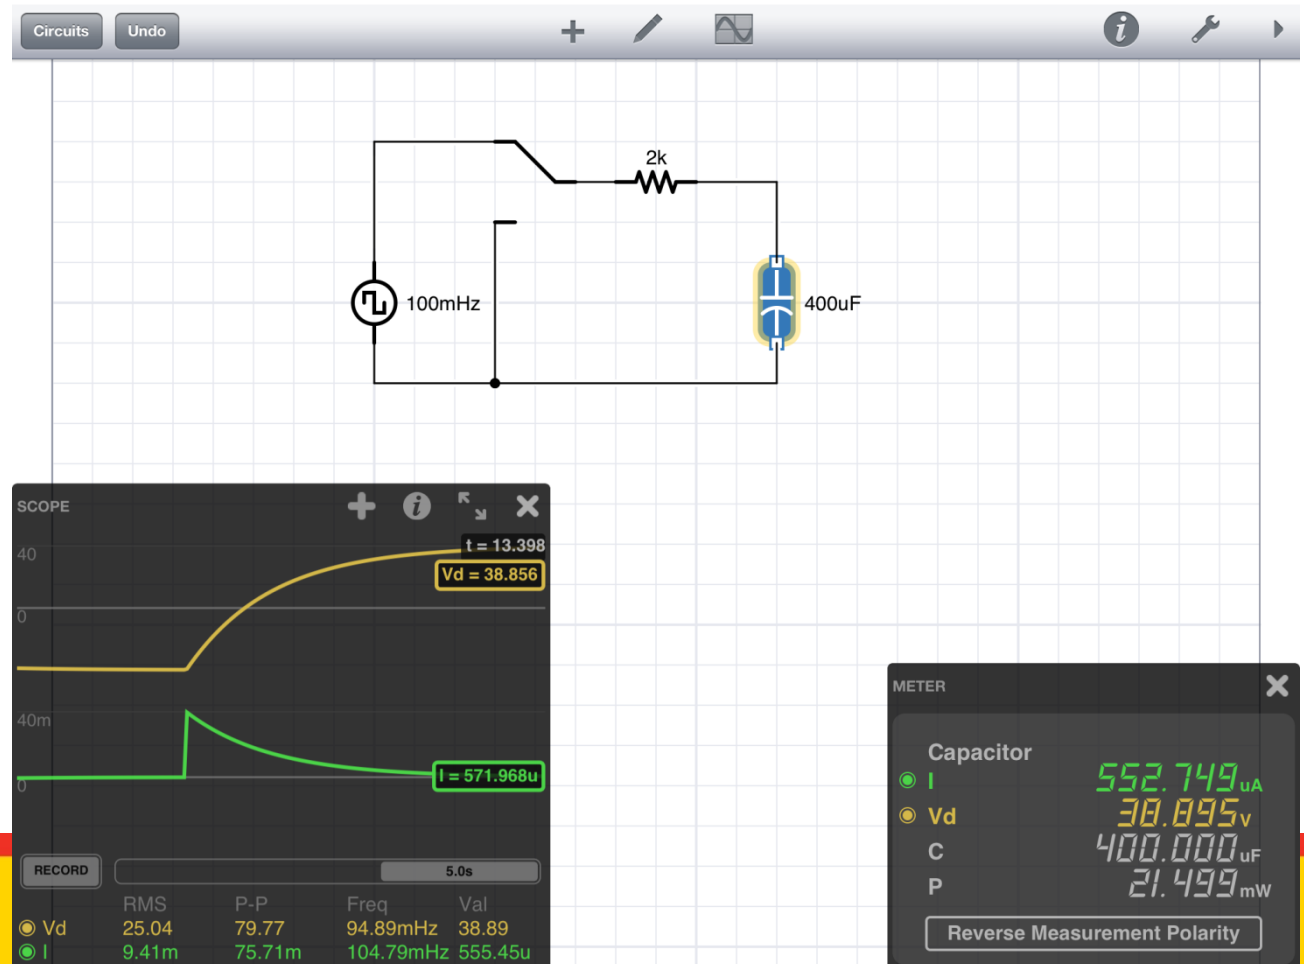 Circuits Undo
2k
100mHz
400uF
SCOPE
t = 13.398
40
Vd = 38.856
0
40m
I = 571.968u
0
RECORD 5.0s
RMS P-P Freq Val
Vd 25.04 79.77 94.89mHz 38.89
I 9.41m 75.71m 104.79mHz 555.45u
METER
Capacitor
I 552.749uA
Vd 38.895V
C 400.000uF
P 21.499mW
Reverse Measurement Polarity